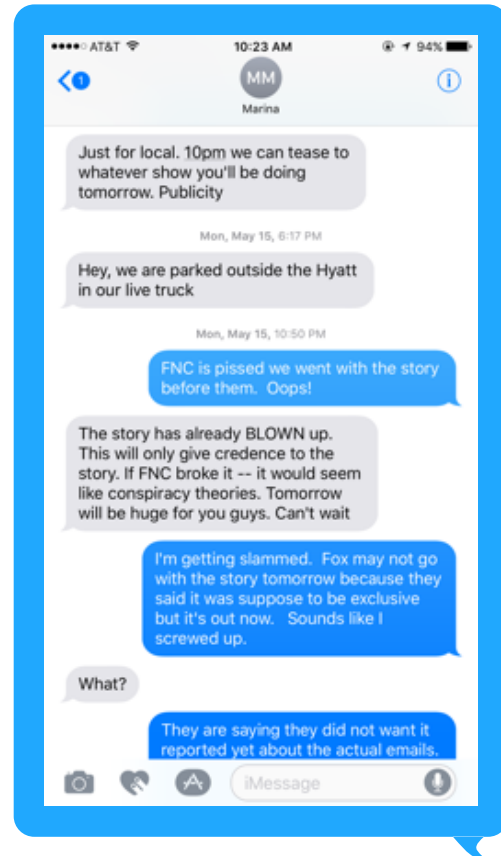 AT&T 10:23 AM 94%
1
MM
Marina
Just for local. 10pm we can tease to
whatever show you'll be doing
tomorrow. Publicity
Mon, May 15, 6:17 PM
Hey, we are parked outside the Hyatt
in our live truck
Mon, May 15, 10:50 PM
FNC is pissed we went with the story
before them. Oops!
The story has already BLOWN up.
This will only give credence to the
story. If FNC broke it -- it would seem
like conspiracy theories. Tomorrow
will be huge for you guys. Can't wait
I'm getting slammed. Fox may not go
with the story tomorrow because they
said it was suppose to be exclusive
but it's out now. Sounds like I
screwed up.
What?
They are saying they did not want it
reported yet about the actual emails.
iMessage